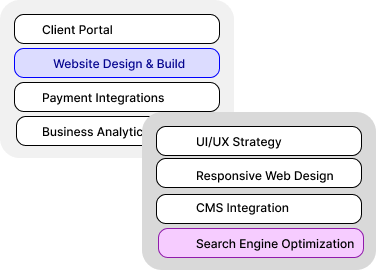 Client Portal
Website Design & Build
Payment Integrations
Business Analytic
UI/UX Strategy
Responsive Web Design
CMS Integration
Search Engine Optimization